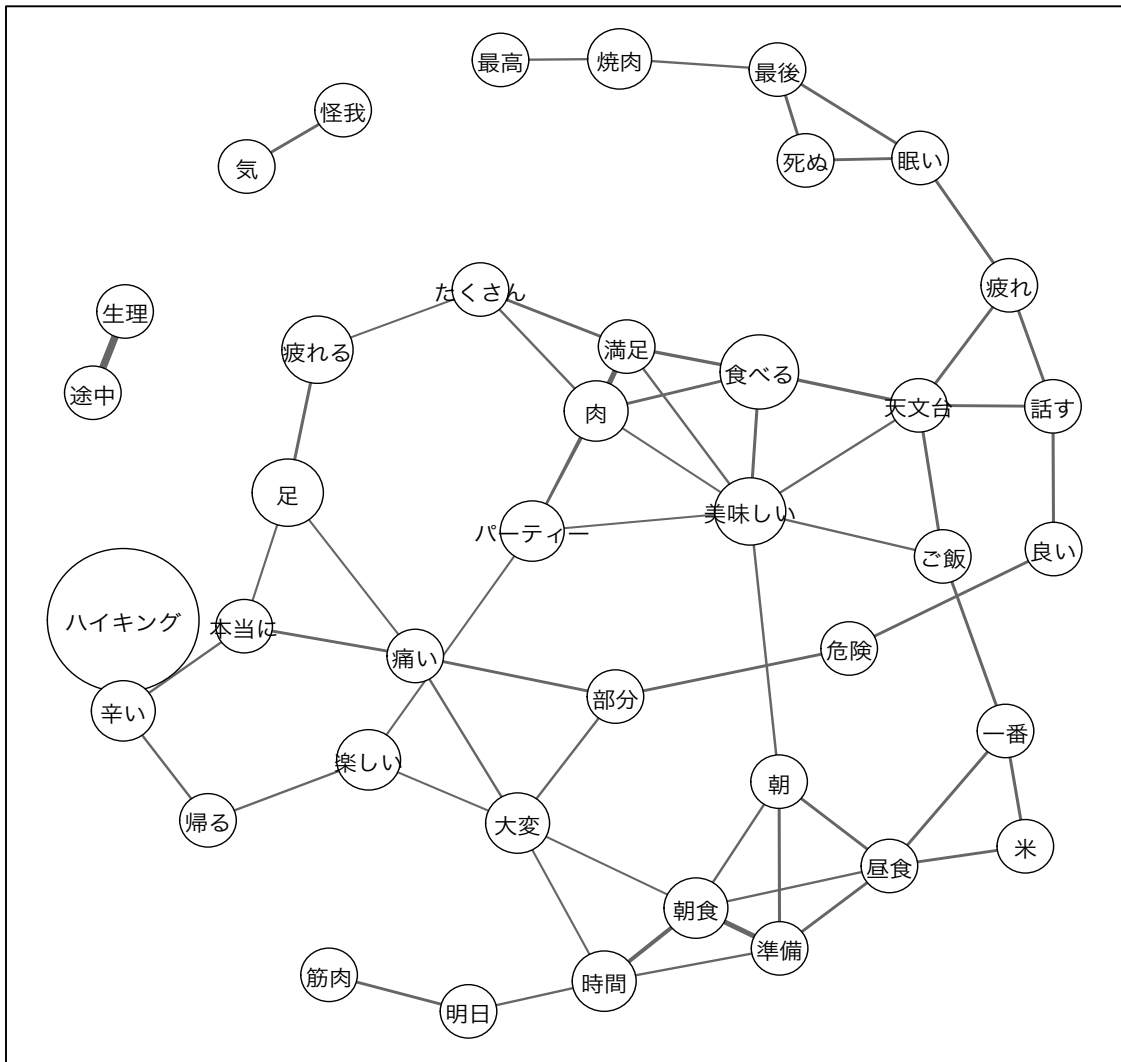 最高
焼肉
最後
怪我
気
死ぬ
眠い
生理
途中
たくさん
疲れ
疲れる
満足
食べる
肉
天文台
話す
足
美味しい
パーティー
ご飯
良い
ハイキング
本当に
痛い
危険
辛い
部分
一番
楽しい
朝
帰る
大変
米
昼食
朝食
準備
筋肉
明日
時間